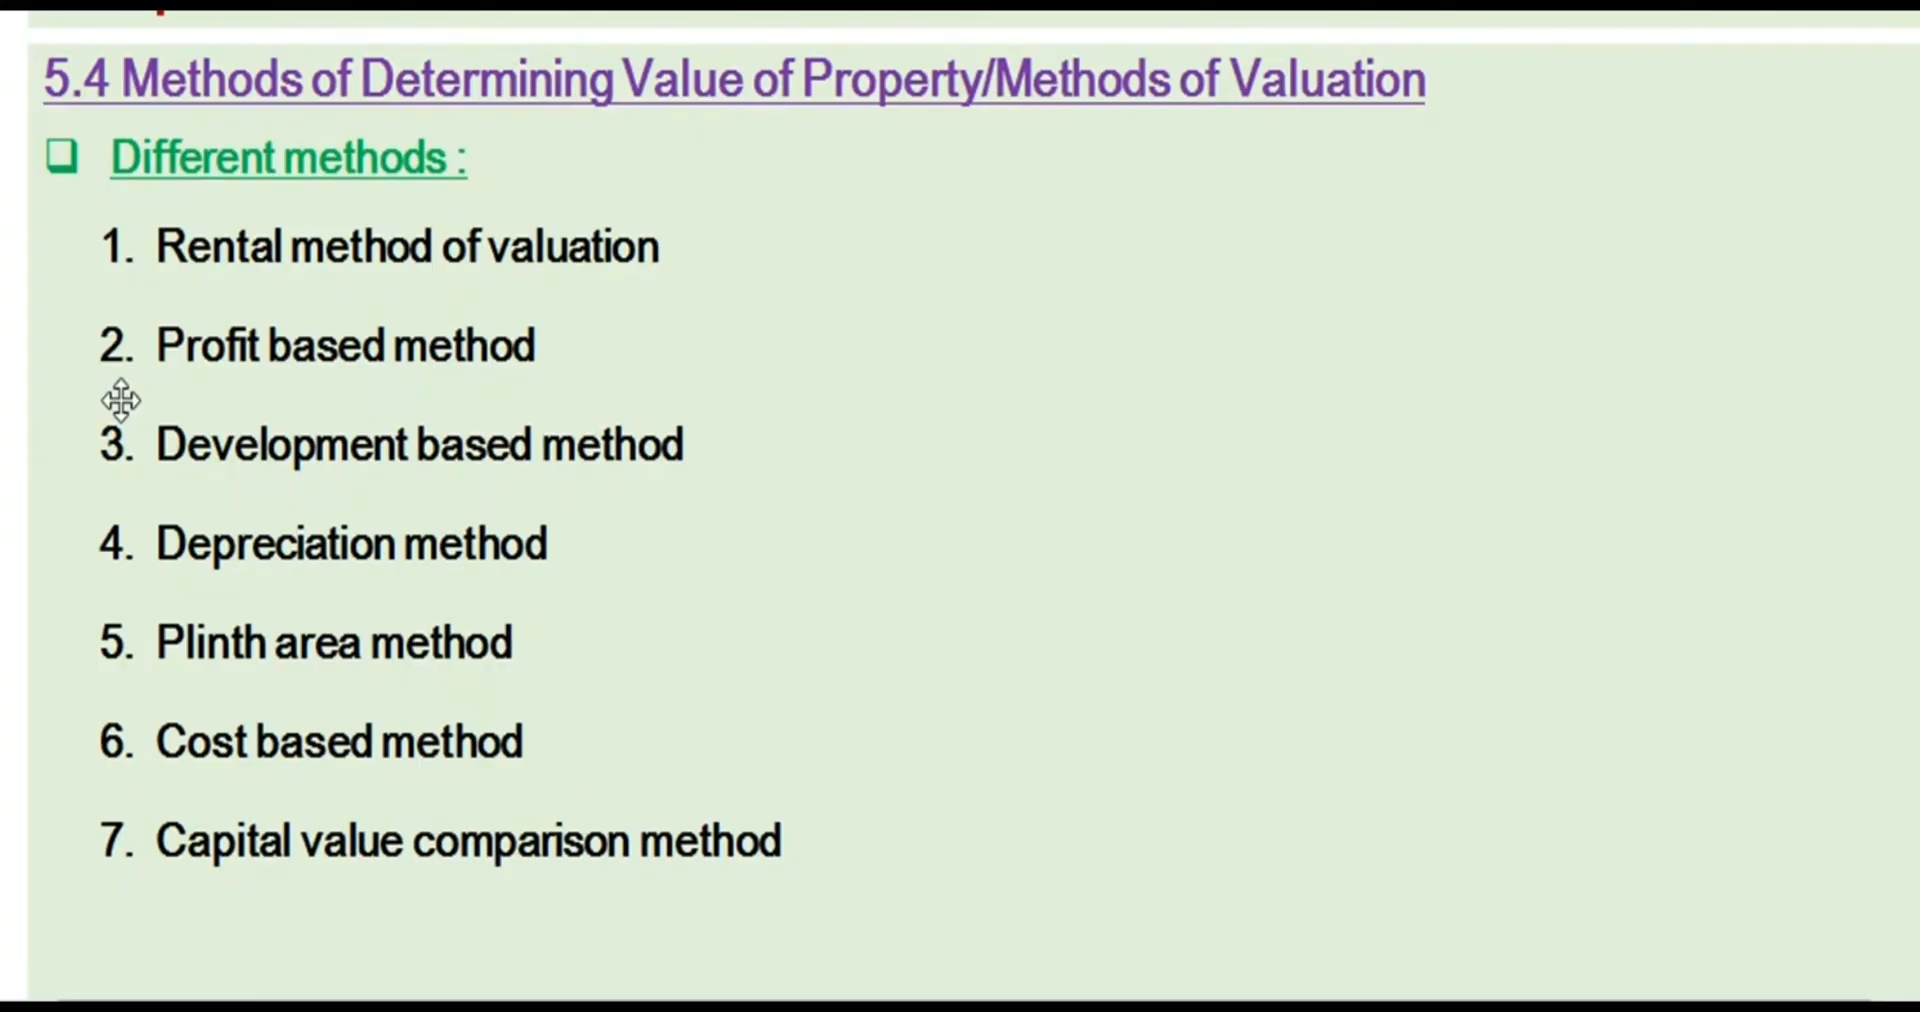 5.4 Methods of Determining Value of Property/Methods of Valuation
Different methods :
1. Rental method of valuation
2. Profit based method
3. Development based method
4. Depreciation method
5. Plinth area method
6. Cost based method
7. Capital value comparison method